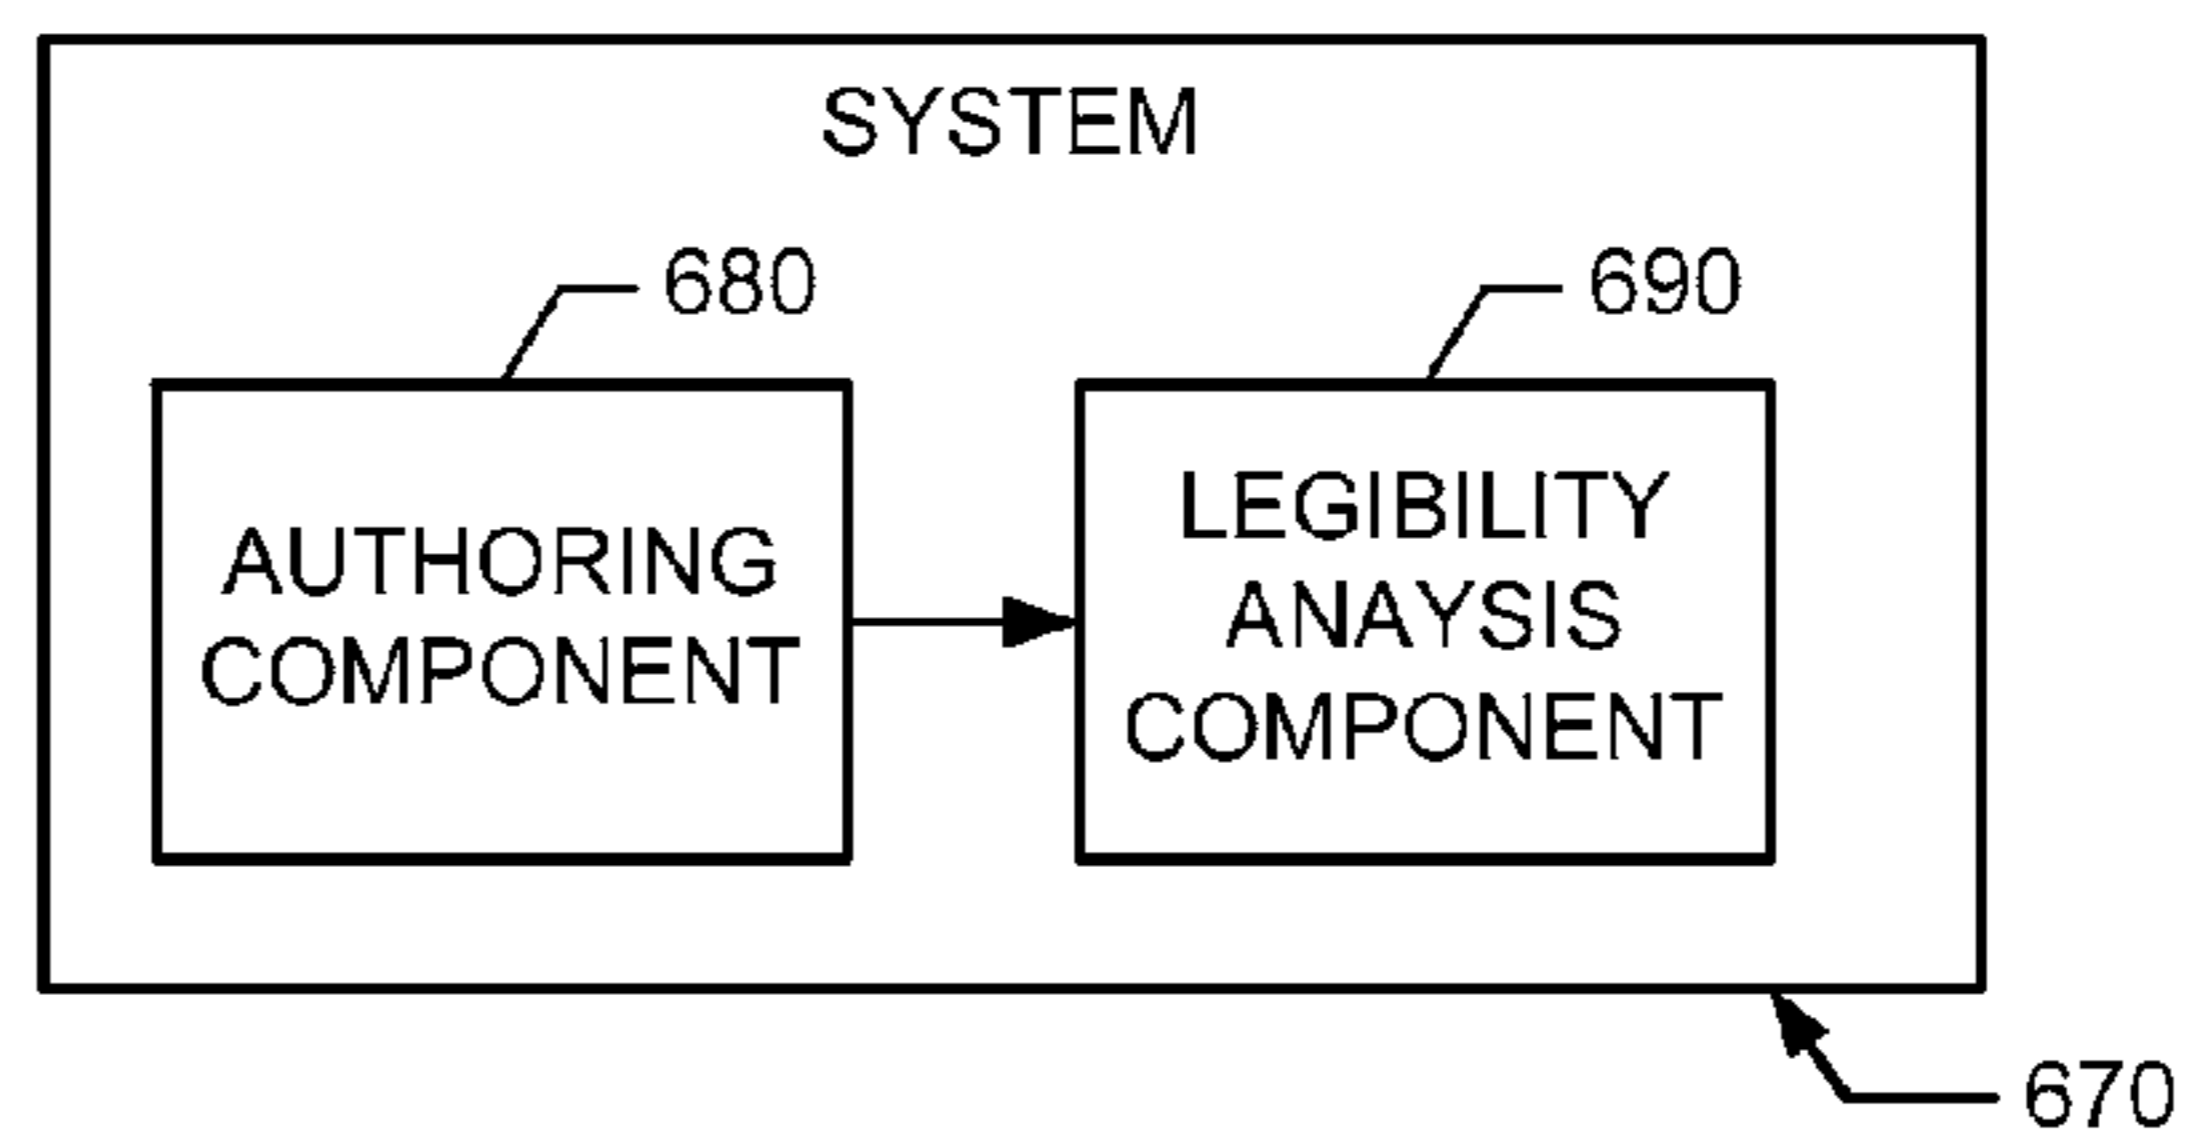 SYSTEM
680
690
AUTHORING
COMPONENT
LEGIBILITY
ANAYSIS
COMPONENT
670